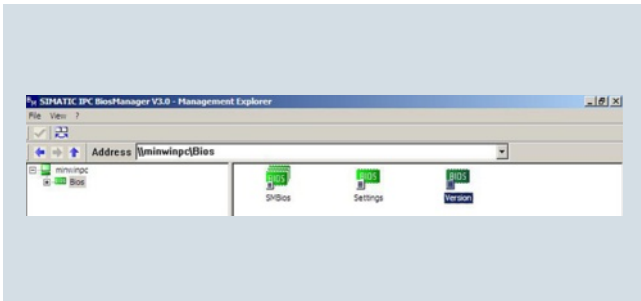 SIMATIC IPC BiosManager V3.0 - Management Explorer
File View ?
Address \\minwinpc\Bios
minwinpc
Bios
BIOS BIOS BIOS
SMBios Settings Version